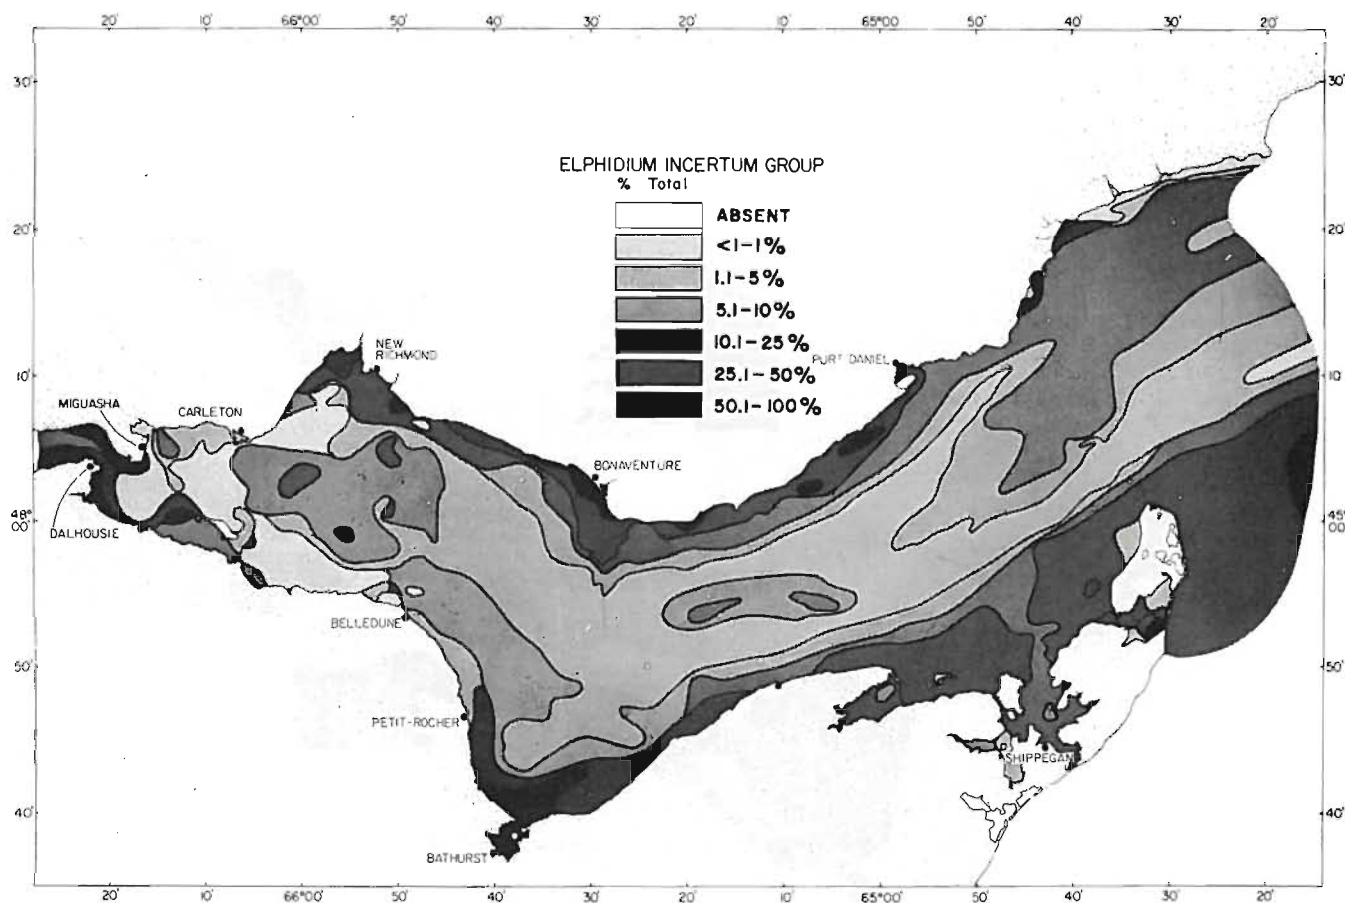 20' 10' 66°00' 50' 40' 30' 20' 10' 65°00' 50' 40' 30' 20'
30' 30'
ELPHIDIUM INCERTUM GROUP
% Total
ABSENT
<1-1%
20' 20'
1.1-5%
5.1-10%
10.1-25%
NEW
RICHMOND
PORT DANIEL
25.1-50%
10' 10'
50.1-100%
MIGUASHA
CARLETON
BONAVENTURE
48°
00'
DALHOUSIE
00'
BELLEDUNE
50' 50'
PETIT-ROCHER
SHIPPEGAN
40' 40'
BATHURST
20' 10' 66°00' 50' 40' 30' 20' 10' 65°00' 50' 40' 30' 20'